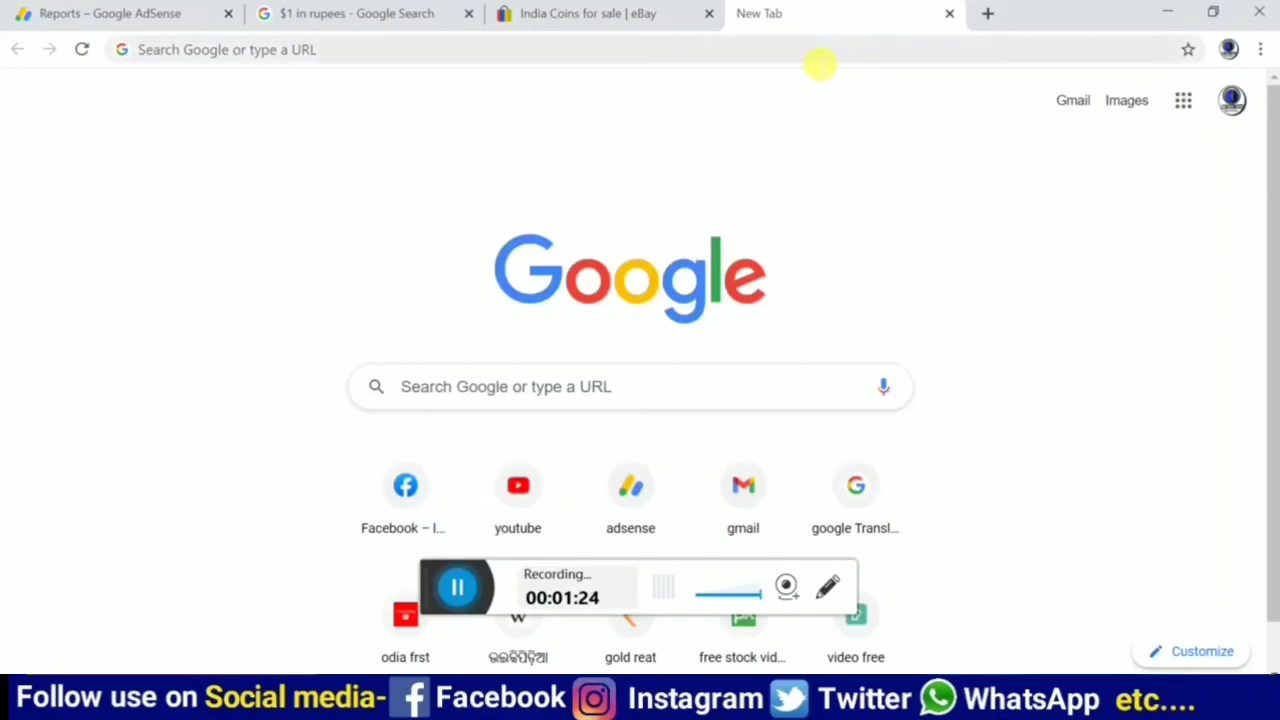 Reports – Google AdSense
$1 in rupees - Google Search
India Coins for sale | eBay
New Tab
Search Google or type a URL
Gmail
Images
Google
Search Google or type a URL
Facebook – l...
youtube
adsense
gmail
google Transl...
Recording...
00:01:24
odia frst
ଉଇକିପିଡ଼ିଆ
gold reat
free stock vid...
video free
Customize
Follow use on Social media- Facebook Instagram Twitter WhatsApp etc....